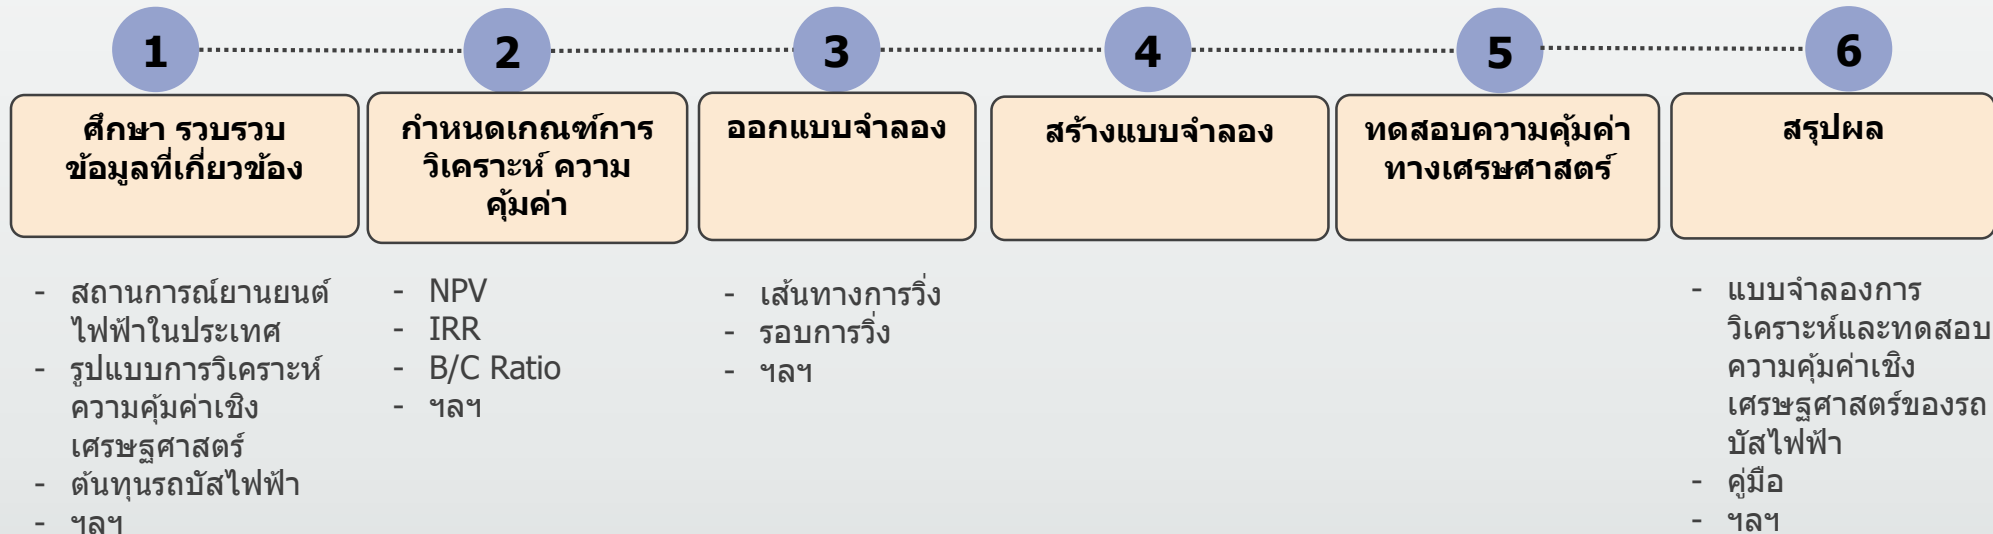 1
2
3
4
5
6
ศึกษา รวบรวบ
ข้อมูลที่เกี่ยวข้อง
กำหนดเกณฑ์การ
วิเคราะห์ ความ
คุ้มค่า
ออกแบบจำลอง
สร้างแบบจำลอง
ทดสอบความคุ้มค่า
ทางเศรษศาสตร์
สรุปผล
- สถานการณ์ยานยนต์
ไฟฟ้าในประเทศ
- รูปแบบการวิเคราะห์
ความคุ้มค่าเชิง
เศรษฐศาสตร์
- ต้นทุนรถบัสไฟฟ้า
- ฯลฯ
- NPV
- IRR
- B/C Ratio
- ฯลฯ
- เส้นทางการวิ่ง
- รอบการวิ่ง
- ฯลฯ
- แบบจำลองการ
วิเคราะห์และทดสอบ
ความคุ้มค่าเชิง
เศรษฐศาสตร์ของรถ
บัสไฟฟ้า
- คู่มือ
- ฯลฯ